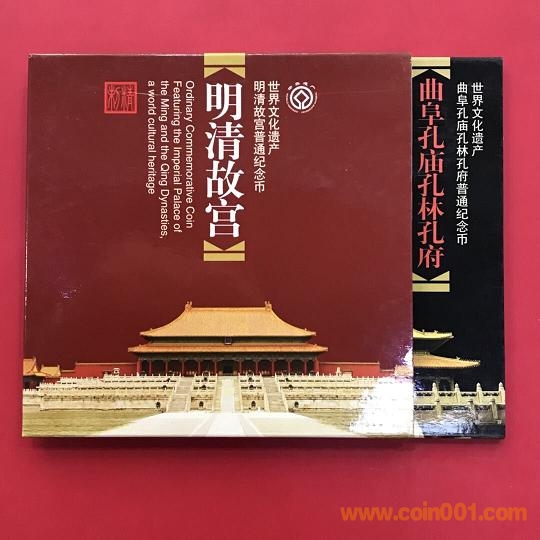 世界文化遗产
明清故宫普通纪念币
明清故宫
Ordinary Commemorative Coin
Featuring the Imperial Palace of
the Ming and the Qing Dynasties,
a world cultural heritage
世界文化遗产
曲阜孔庙孔林孔府普通纪念币
曲阜孔庙孔林孔府
www.coin001.com